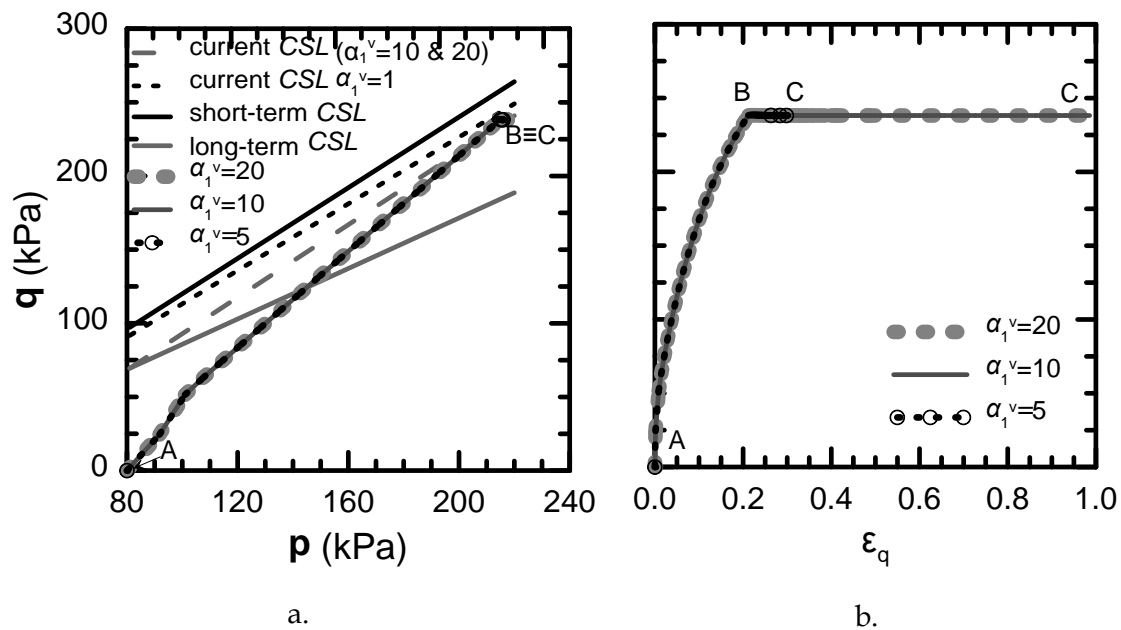 300
200
100
0
q (kPa)
current CSL (α₁ᵛ=10 & 20)
current CSL α₁ᵛ=1
short-term CSL
long-term CSL
α₁ᵛ=20
α₁ᵛ=10
α₁ᵛ=5
B≡C
A
80 120 160 200 240
p (kPa)
a.
B C C
α₁ᵛ=20
α₁ᵛ=10
α₁ᵛ=5
A
0.0 0.2 0.4 0.6 0.8 1.0
εq
b.